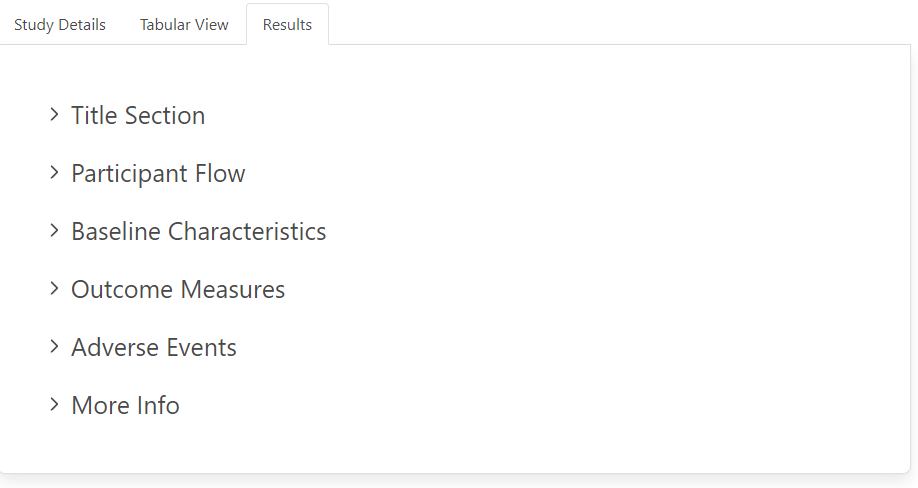 Study Details
Tabular View
Results
Title Section
Participant Flow
Baseline Characteristics
Outcome Measures
Adverse Events
More Info